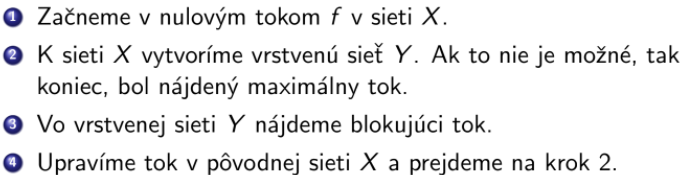 1 Začneme v nulovým tokom f v sieti X.
2 K sieti X vytvoríme vrstvenú sieť Y. Ak to nie je možné, tak
koniec, bol nájdený maximálny tok.
3 Vo vrstvenej sieti Y nájdeme blokujúci tok.
4 Upravíme tok v pôvodnej sieti X a prejdeme na krok 2.